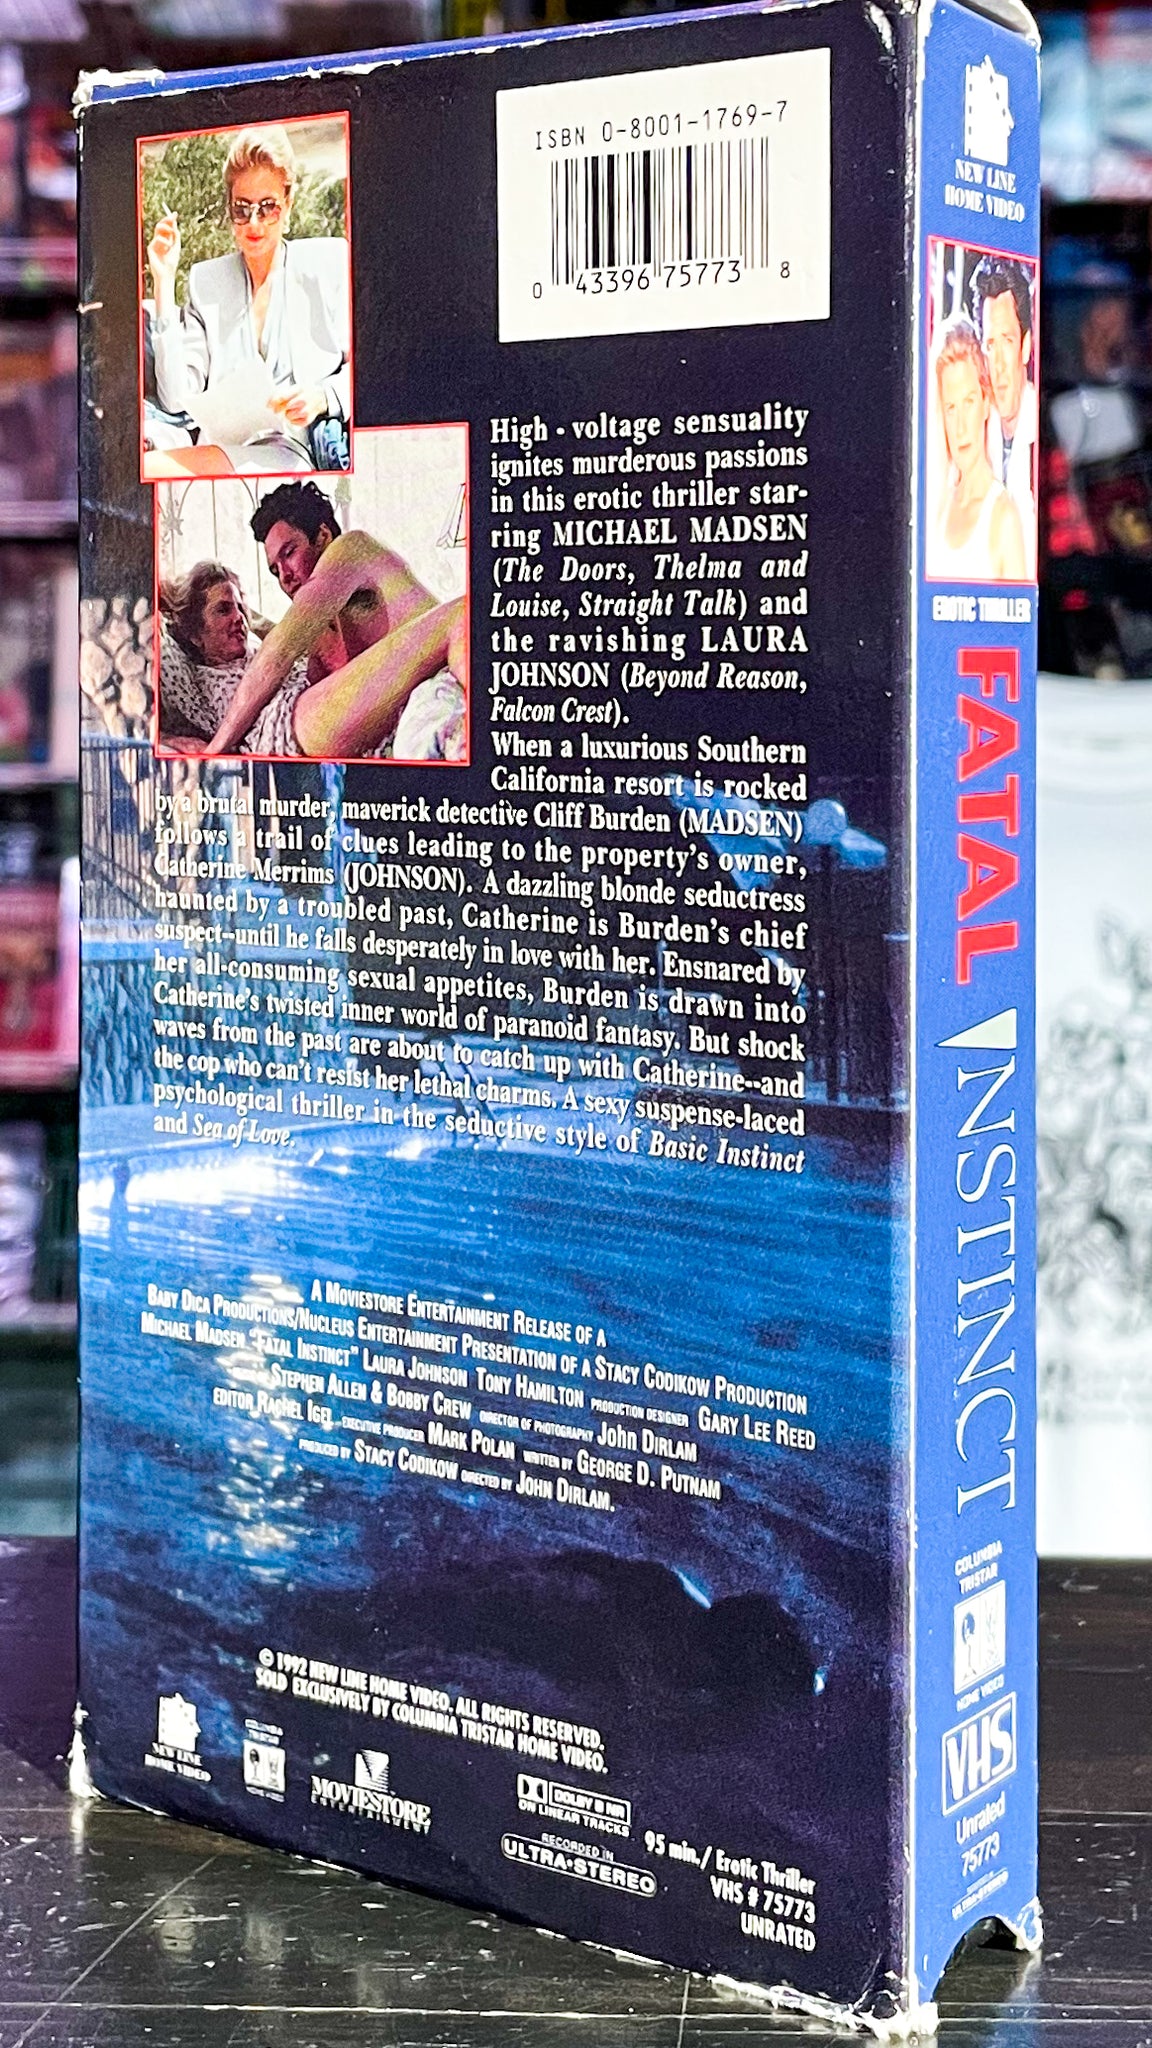 ISBN 0-8001-1769-7
0 43396 75773 8
High - voltage sensuality
ignites murderous passions
in this erotic thriller star-
ring MICHAEL MADSEN
(The Doors, Thelma and
Louise, Straight Talk) and
the ravishing LAURA
JOHNSON (Beyond Reason,
Falcon Crest).
When a luxurious Southern
California resort is rocked
by a brutal murder, maverick detective Cliff Burden (MADSEN)
follows a trail of clues leading to the property's owner,
Catherine Merrims (JOHNSON). A dazzling blonde seductress
haunted by a troubled past, Catherine is Burden's chief
suspect--until he falls desperately in love with her. Ensnared by
her all-consuming sexual appetites, Burden is drawn into
Catherine's twisted inner world of paranoid fantasy. But shock
waves from the past are about to catch up with Catherine--and
the cop who can't resist her lethal charms. A sexy suspense-laced
psychological thriller in the seductive style of Basic Instinct
and Sea of Love.
A MOVIESTORE ENTERTAINMENT RELEASE OF A
BABY DICA PRODUCTIONS/NUCLEUS ENTERTAINMENT PRESENTATION OF A STACY CODIKOW PRODUCTION
MICHAEL MADSEN "FATAL INSTINCT" LAURA JOHNSON TONY HAMILTON PRODUCTION DESIGNER GARY LEE REED
STEPHEN ALLEN & BOBBY CREW DIRECTOR OF PHOTOGRAPHY JOHN DIRLAM
EDITOR RACHEL IGEL EXECUTIVE PRODUCER MARK POLAN WRITTEN BY GEORGE D. PUTNAM
PRODUCED BY STACY CODIKOW DIRECTED BY JOHN DIRLAM.
© 1992 NEW LINE HOME VIDEO. ALL RIGHTS RESERVED.
SOLD EXCLUSIVELY BY COLUMBIA TRISTAR HOME VIDEO.
NEW LINE
HOME VIDEO
COLUMBIA
TRISTAR
HOME VIDEO
MOVIESTORE
ENTERTAINMENT
DOLBY B NR
ON LINEAR TRACKS
RECORDED IN
ULTRA-STEREO
95 min./ Erotic Thriller
VHS # 75773
UNRATED
NEW LINE
HOME VIDEO
EROTIC THRILLER
FATAL INSTINCT
COLUMBIA
TRISTAR
HOME VIDEO
VHS
Unrated
75773
ULTRA-STEREO